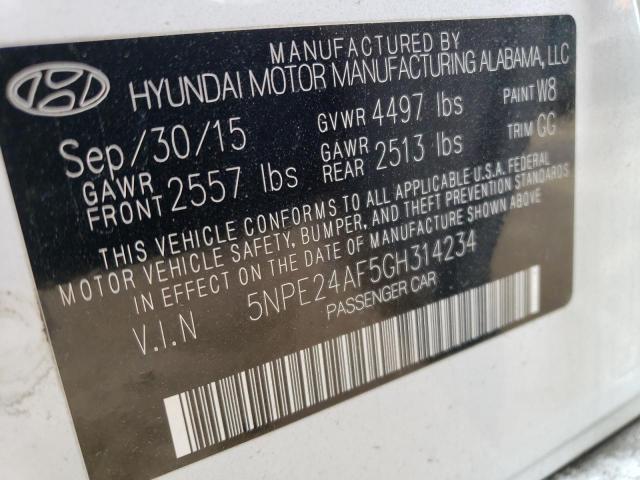 MANUFACTURED BY
HYUNDAI MOTOR MANUFACTURING ALABAMA, LLC
Sep/30/15 GVWR 4497 lbs PAINT W8
GAWR FRONT 2557 lbs GAWR REAR 2513 lbs TRIM GG
THIS VEHICLE CONFORMS TO ALL APPLICABLE U.S.A. FEDERAL
MOTOR VEHICLE SAFETY, BUMPER, AND THEFT PREVENTION STANDARDS
IN EFFECT ON THE DATE OF MANUFACTURE SHOWN ABOVE
V.I.N 5NPE24AF5GH314234
PASSENGER CAR